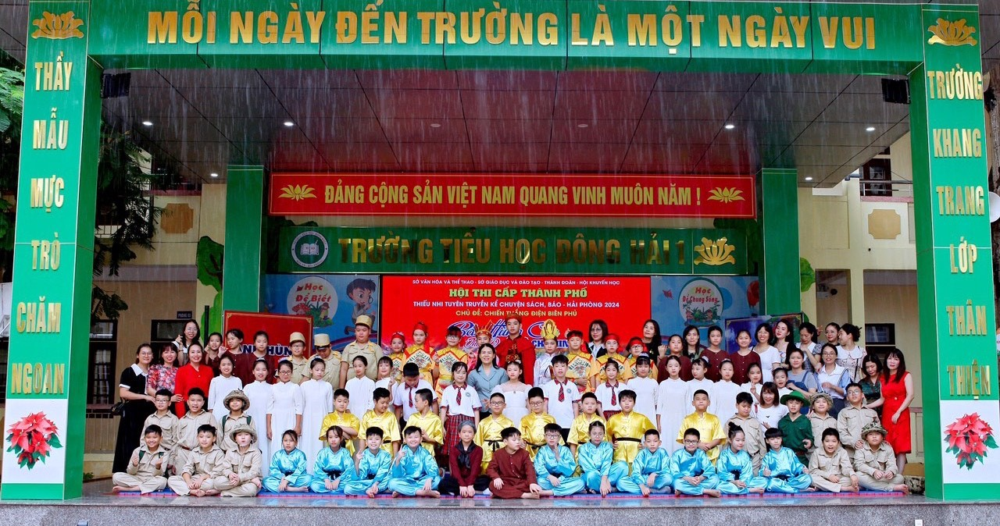 MỖI NGÀY ĐẾN TRƯỜNG LÀ MỘT NGÀY VUI
THẦY
MẪU
MỰC
TRÒ
CHĂM
NGOAN
TRƯỜNG
KHANG
TRANG
LỚP
THÂN
THIỆN
ĐẢNG CỘNG SẢN VIỆT NAM QUANG VINH MUÔN NĂM !
TRƯỜNG TIỂU HỌC ĐÔNG HẢI 1
Học
Để Biết
SỞ VĂN HÓA VÀ THỂ THAO - SỞ GIÁO DỤC VÀ ĐÀO TẠO - THÀNH ĐOÀN - HỘI KHUYẾN HỌC
HỘI THI CẤP THÀNH PHỐ
THIẾU NHI TUYÊN TRUYỀN KỂ CHUYỆN SÁCH, BÁO - HẢI PHÒNG 2024
CHỦ ĐỀ: CHIẾN THẮNG ĐIỆN BIÊN PHỦ
Học
Để Chung Sống